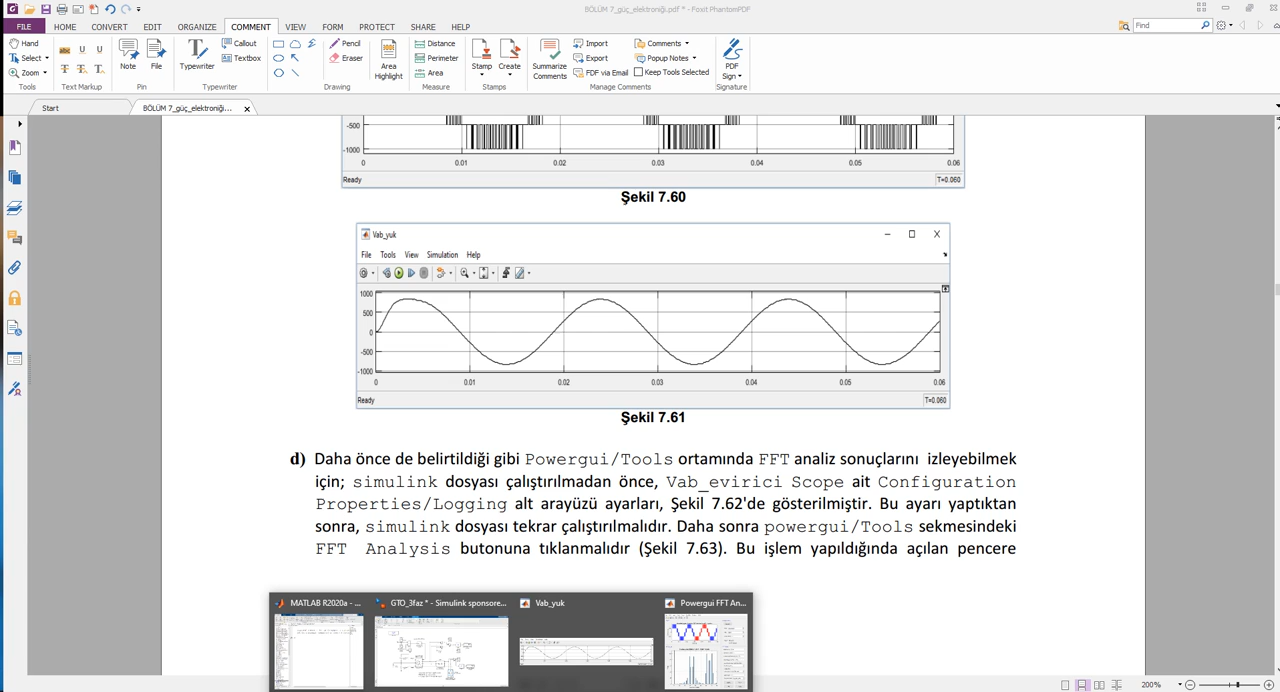 BÖLÜM 7_güç_elektroniği.pdf * - Foxit PhantomPDF
FILE HOME CONVERT EDIT ORGANIZE COMMENT VIEW FORM PROTECT SHARE HELP Find
Hand
Select
Zoom
Tools
Text Markup
Note
File
Pin
Typewriter
Callout
Textbox
Typewriter
Pencil
Eraser
Drawing
Area
Highlight
Distance
Perimeter
Area
Measure
Stamp
Create
Stamps
Summarize
Comments
Import
Export
FDF via Email
Comments
Popup Notes
Keep Tools Selected
Manage Comments
PDF
Sign
Signature
Start BÖLÜM 7_güç_elektroniği... x
-500
-1000
0 0.01 0.02 0.03 0.04 0.05 0.06
Ready T=0.060
Şekil 7.60
Vab_yuk
File Tools View Simulation Help
1000
500
0
-500
-1000
0 0.01 0.02 0.03 0.04 0.05 0.06
Ready T=0.060
Şekil 7.61
d) Daha önce de belirtildiği gibi Powergui/Tools ortamında FFT analiz sonuçlarını izleyebilmek
için; simulink dosyası çalıştırılmadan önce, Vab_evirici Scope ait Configuration
Properties/Logging alt arayüzü ayarları, Şekil 7.62'de gösterilmiştir. Bu ayarı yaptıktan
sonra, simulink dosyası tekrar çalıştırılmalıdır. Daha sonra powergui/Tools sekmesindeki
FFT Analysis butonuna tıklanmalıdır (Şekil 7.63). Bu işlem yapıldığında açılan pencere
MATLAB R2020a - ... GTO_3faz * - Simulink sponsore... Vab_yuk Powergui FFT An...
200%